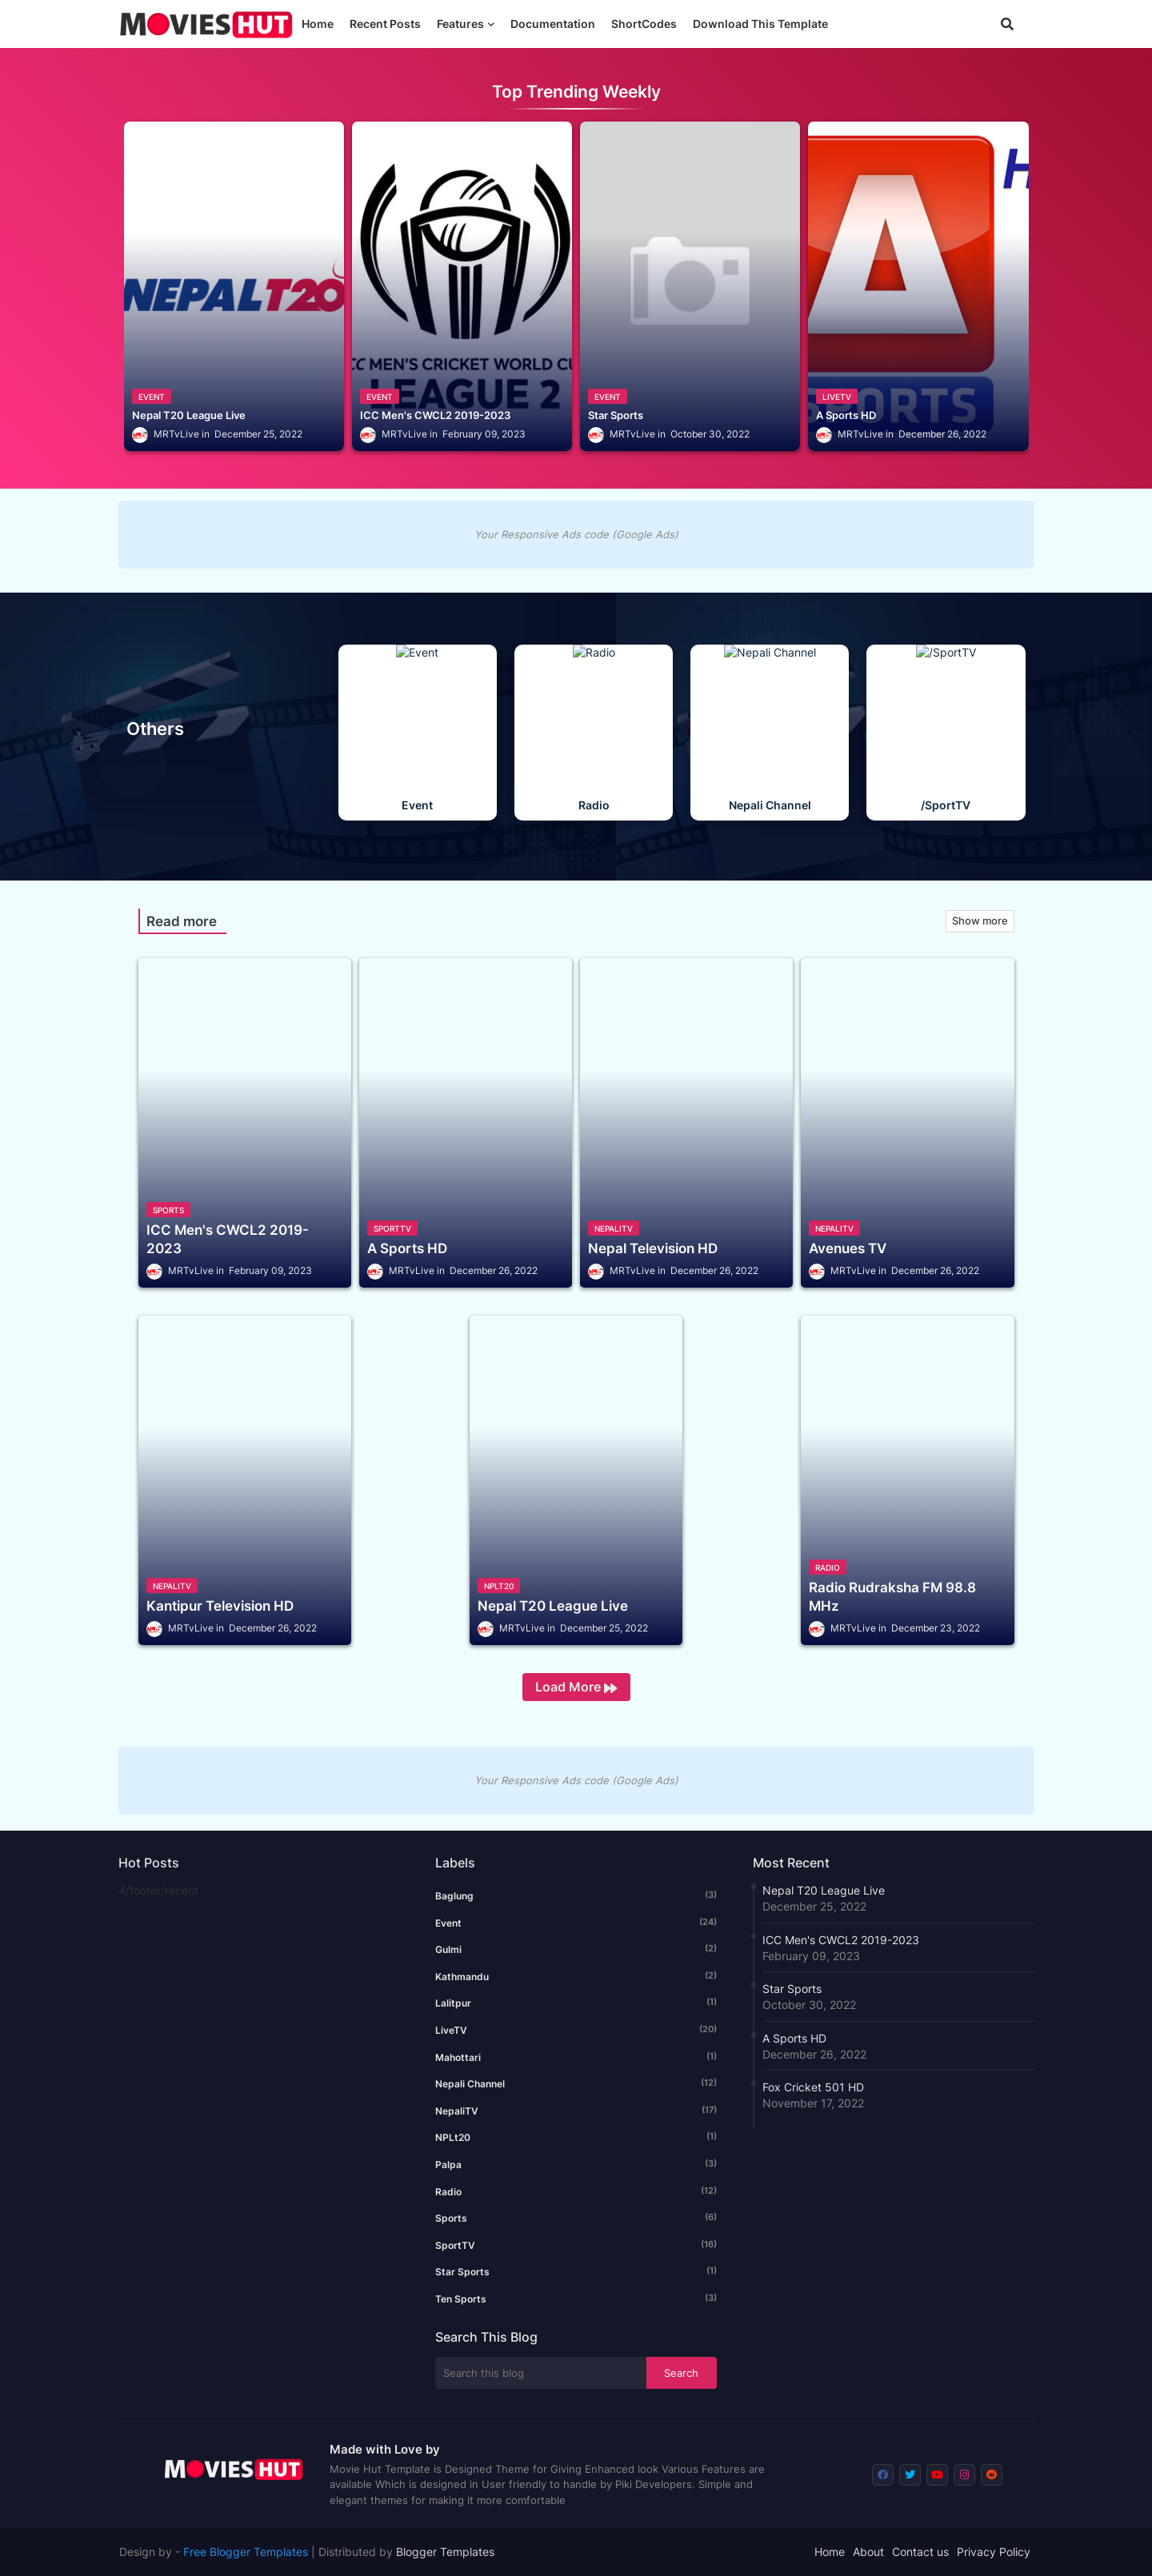 MOVIES HUT
Home Recent Posts Features Documentation ShortCodes Download This Template
Top Trending Weekly
NEPAL T20
EVENT
Nepal T20 League Live
MRTvLive in December 25, 2022
ICC MEN'S CRICKET WORLD CU
LEAGUE 2
EVENT
ICC Men's CWCL2 2019-2023
MRTvLive in February 09, 2023
EVENT
Star Sports
MRTvLive in October 30, 2022
H
A
SPORTS
LIVETV
A Sports HD
MRTvLive in December 26, 2022
Your Responsive Ads code (Google Ads)
Others
Event
Event
Radio
Radio
Nepali Channel
Nepali Channel
/SportTV
/SportTV
Read more
Show more
SPORTS
ICC Men's CWCL2 2019-
2023
MRTvLive in February 09, 2023
SPORTTV
A Sports HD
MRTvLive in December 26, 2022
NEPALITV
Nepal Television HD
MRTvLive in December 26, 2022
NEPALITV
Avenues TV
MRTvLive in December 26, 2022
NEPALITV
Kantipur Television HD
MRTvLive in December 26, 2022
NPLT20
Nepal T20 League Live
MRTvLive in December 25, 2022
RADIO
Radio Rudraksha FM 98.8
MHz
MRTvLive in December 23, 2022
Load More
Your Responsive Ads code (Google Ads)
Hot Posts
4/footer/recent
Labels
Baglung (3)
Event (24)
Gulmi (2)
Kathmandu (2)
Lalitpur (1)
LiveTV (20)
Mahottari (1)
Nepali Channel (12)
NepaliTV (17)
NPLt20 (1)
Palpa (3)
Radio (12)
Sports (6)
SportTV (16)
Star Sports (1)
Ten Sports (3)
Search This Blog
Search this blog Search
Most Recent
Nepal T20 League Live
December 25, 2022
ICC Men's CWCL2 2019-2023
February 09, 2023
Star Sports
October 30, 2022
A Sports HD
December 26, 2022
Fox Cricket 501 HD
November 17, 2022
MOVIES HUT
Made with Love by
Movie Hut Template is Designed Theme for Giving Enhanced look Various Features are
available Which is designed in User friendly to handle by Piki Developers. Simple and
elegant themes for making it more comfortable
Design by - Free Blogger Templates | Distributed by Blogger Templates
Home About Contact us Privacy Policy